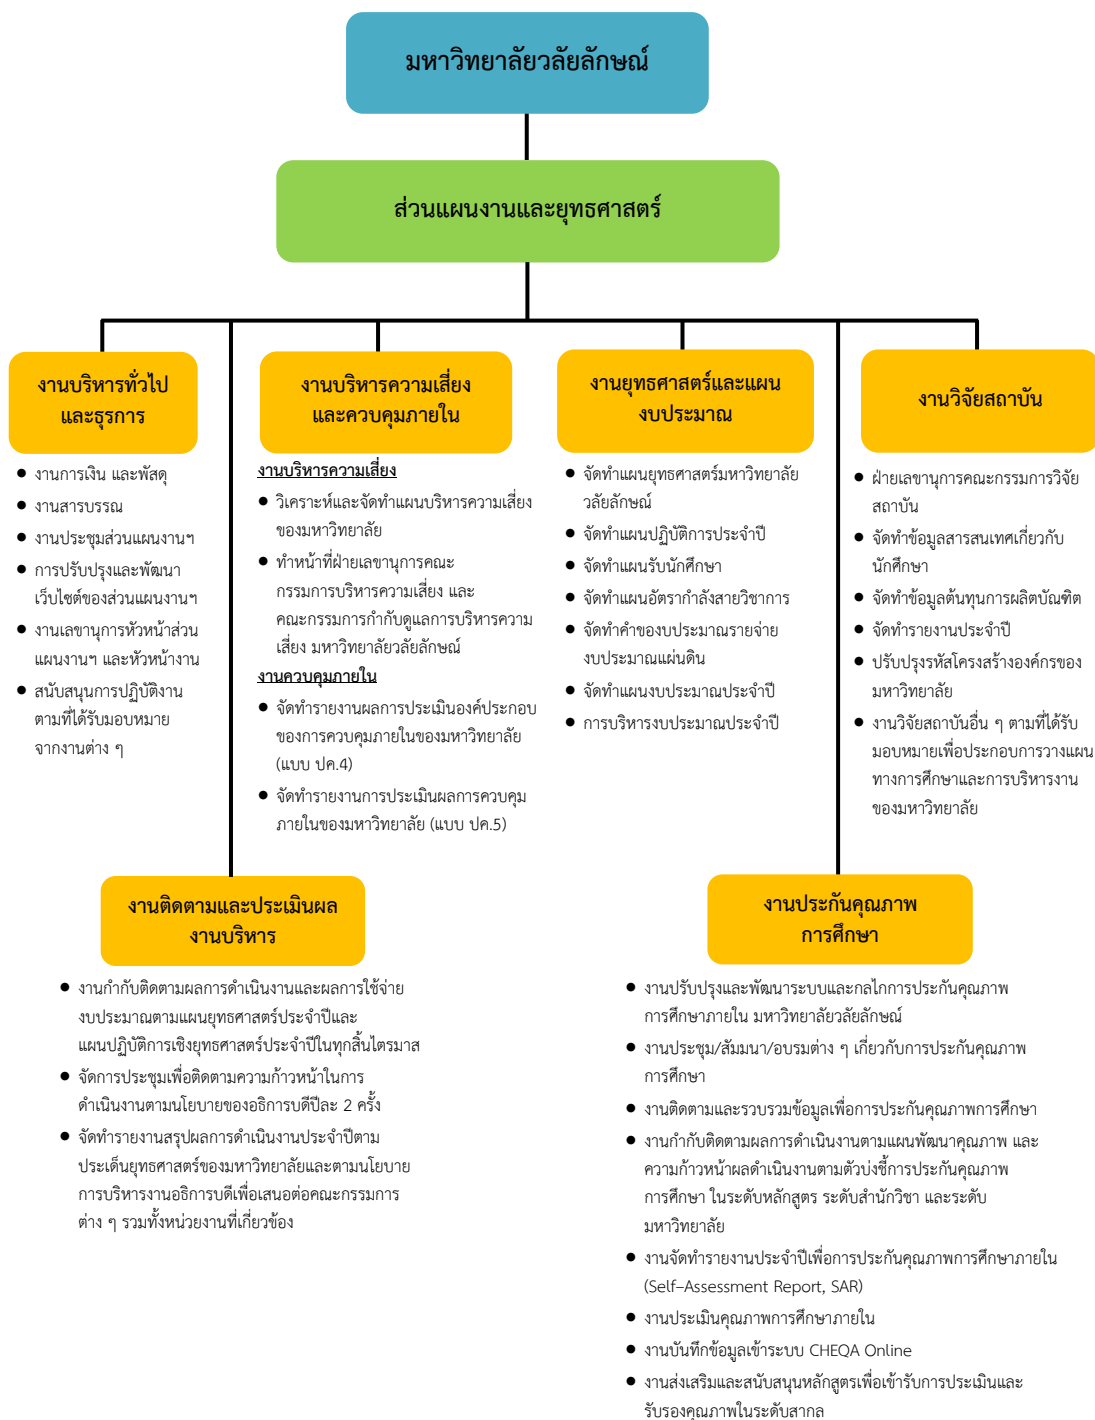 มหาวิทยาลัยวลัยลักษณ์
ส่วนแผนงานและยุทธศาสตร์
งานบริหารทั่วไป
และธุรการ
● งานการเงิน และพัสดุ
● งานสารบรรณ
● งานประชุมส่วนแผนงานฯ
● การปรับปรุงและพัฒนา
เว็บไซต์ของส่วนแผนงานฯ
● งานเลขานุการหัวหน้าส่วน
แผนงานฯ และหัวหน้างาน
● สนับสนุนการปฏิบัติงาน
ตามที่ได้รับมอบหมาย
จากงานต่าง ๆ
งานบริหารความเสี่ยง
และควบคุมภายใน
งานบริหารความเสี่ยง
● วิเคราะห์และจัดทำแผนบริหารความเสี่ยง
ของมหาวิทยาลัย
● ทำหน้าที่ฝ่ายเลขานุการคณะ
กรรมการบริหารความเสี่ยง และ
คณะกรรมการกำกับดูแลการบริหารความ
เสี่ยง มหาวิทยาลัยวลัยลักษณ์
งานควบคุมภายใน
● จัดทำรายงานผลการประเมินองค์ประกอบ
ของการควบคุมภายในของมหาวิทยาลัย
(แบบ ปค.4)
● จัดทำรายงานการประเมินผลการควบคุม
ภายในของมหาวิทยาลัย (แบบ ปค.5)
งานยุทธศาสตร์และแผน
งบประมาณ
● จัดทำแผนยุทธศาสตร์มหาวิทยาลัย
วลัยลักษณ์
● จัดทำแผนปฏิบัติการประจำปี
● จัดทำแผนรับนักศึกษา
● จัดทำแผนอัตรากำลังสายวิชาการ
● จัดทำคำของบประมาณรายจ่าย
งบประมาณแผ่นดิน
● จัดทำแผนงบประมาณประจำปี
● การบริหารงบประมาณประจำปี
งานวิจัยสถาบัน
● ฝ่ายเลขานุการคณะกรรมการวิจัย
สถาบัน
● จัดทำข้อมูลสารสนเทศเกี่ยวกับ
นักศึกษา
● จัดทำข้อมูลต้นทุนการผลิตบัณฑิต
● จัดทำรายงานประจำปี
● ปรับปรุงรหัสโครงสร้างองค์กรของ
มหาวิทยาลัย
● งานวิจัยสถาบันอื่น ๆ ตามที่ได้รับ
มอบหมายเพื่อประกอบการวางแผน
ทางการศึกษาและการบริหารงาน
ของมหาวิทยาลัย
งานติดตามและประเมินผล
งานบริหาร
● งานกำกับติดตามผลการดำเนินงานและผลการใช้จ่าย
งบประมาณตามแผนยุทธศาสตร์ประจำปีและ
แผนปฏิบัติการเชิงยุทธศาสตร์ประจำปีในทุกสิ้นไตรมาส
● จัดการประชุมเพื่อติดตามความก้าวหน้าในการ
ดำเนินงานตามนโยบายของอธิการบดีปีละ 2 ครั้ง
● จัดทำรายงานสรุปผลการดำเนินงานประจำปีตาม
ประเด็นยุทธศาสตร์ของมหาวิทยาลัยและตามนโยบาย
การบริหารงานอธิการบดีเพื่อเสนอต่อคณะกรรมการ
ต่าง ๆ รวมทั้งหน่วยงานที่เกี่ยวข้อง
งานประกันคุณภาพ
การศึกษา
● งานปรับปรุงและพัฒนาระบบและกลไกการประกันคุณภาพ
การศึกษาภายใน มหาวิทยาลัยวลัยลักษณ์
● งานประชุม/สัมมนา/อบรมต่าง ๆ เกี่ยวกับการประกันคุณภาพ
การศึกษา
● งานติดตามและรวบรวมข้อมูลเพื่อการประกันคุณภาพการศึกษา
● งานกำกับติดตามผลการดำเนินงานตามแผนพัฒนาคุณภาพ และ
ความก้าวหน้าผลดำเนินงานตามตัวบ่งชี้การประกันคุณภาพ
การศึกษา ในระดับหลักสูตร ระดับสำนักวิชา และระดับ
มหาวิทยาลัย
● งานจัดทำรายงานประจำปีเพื่อการประกันคุณภาพการศึกษาภายใน
(Self–Assessment Report, SAR)
● งานประเมินคุณภาพการศึกษาภายใน
● งานบันทึกข้อมูลเข้าระบบ CHEQA Online
● งานส่งเสริมและสนับสนุนหลักสูตรเพื่อเข้ารับการประเมินและ
รับรองคุณภาพในระดับสากล